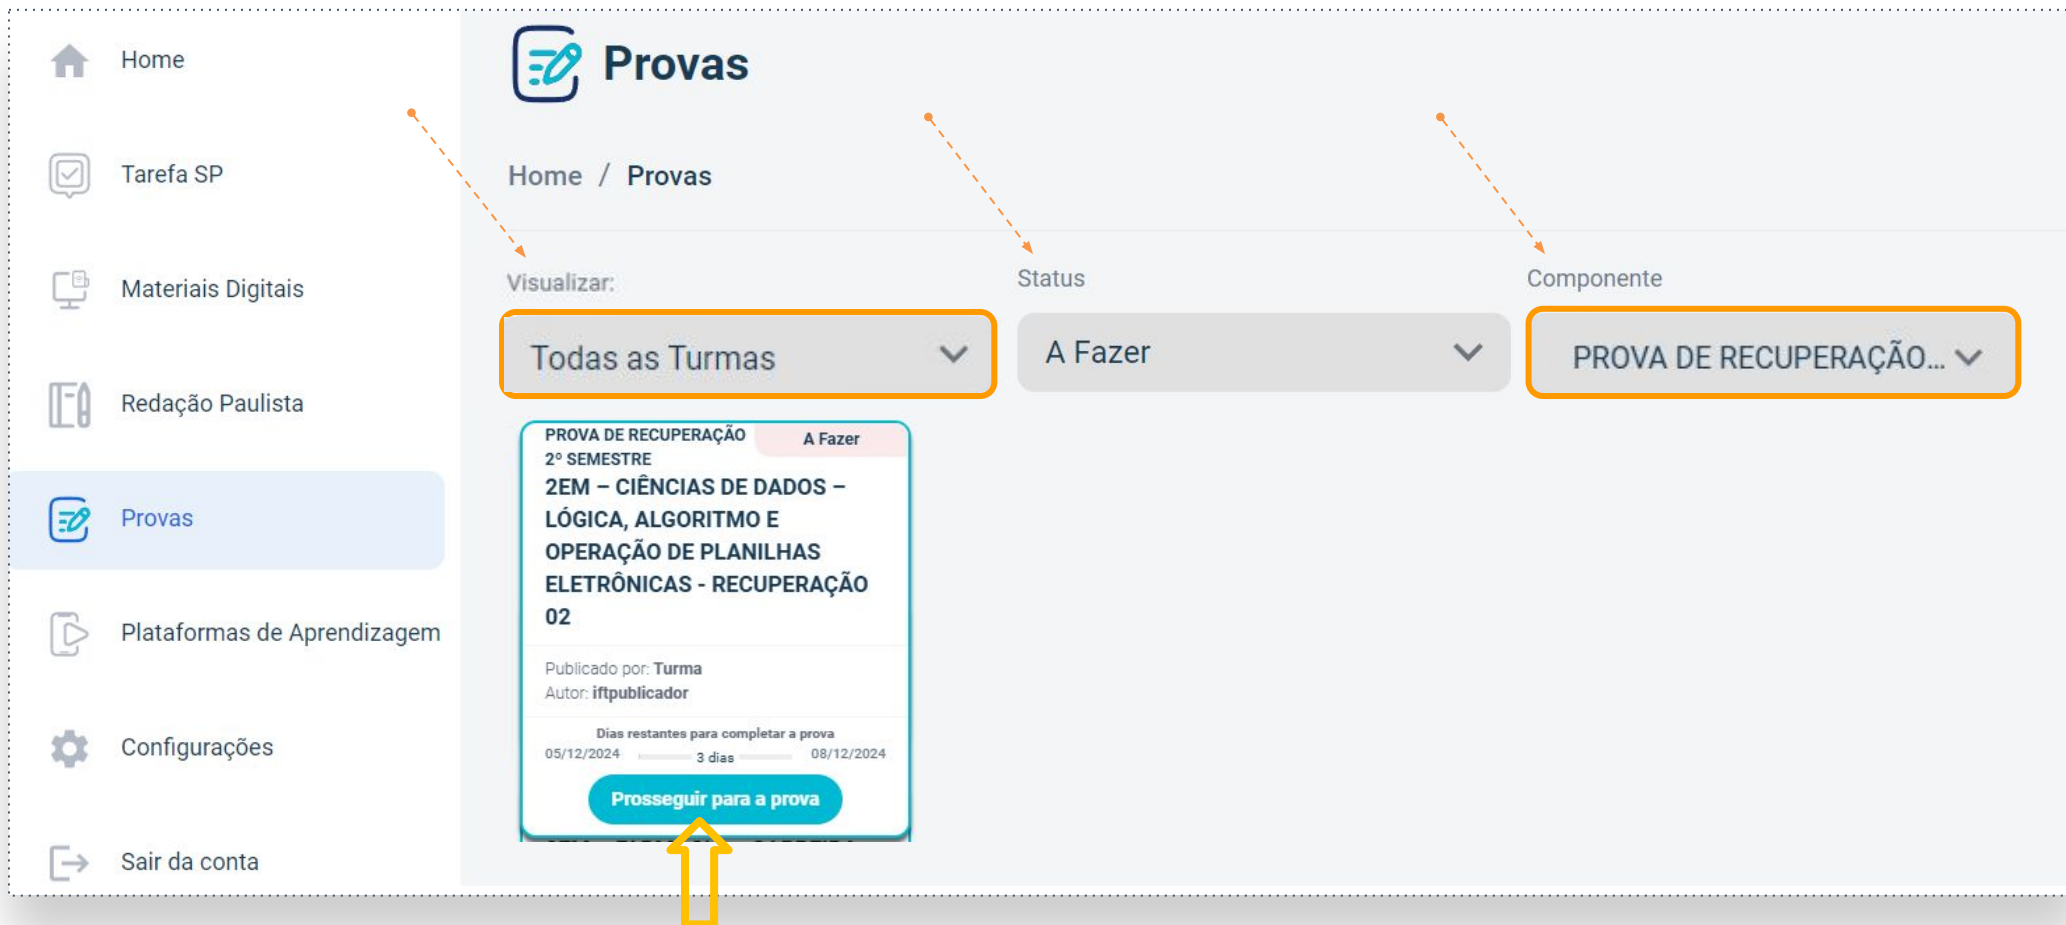 Home
Tarefa SP
Materiais Digitais
Redação Paulista
Provas
Plataformas de Aprendizagem
Configurações
Sair da conta
Provas
Home / Provas
Visualizar:
Todas as Turmas
Status
A Fazer
Componente
PROVA DE RECUPERAÇÃO...
PROVA DE RECUPERAÇÃO
2º SEMESTRE
A Fazer
2EM – CIÊNCIAS DE DADOS –
LÓGICA, ALGORITMO E
OPERAÇÃO DE PLANILHAS
ELETRÔNICAS - RECUPERAÇÃO
02
Publicado por: Turma
Autor: iftpublicador
Dias restantes para completar a prova
05/12/2024 3 dias 08/12/2024
Prosseguir para a prova